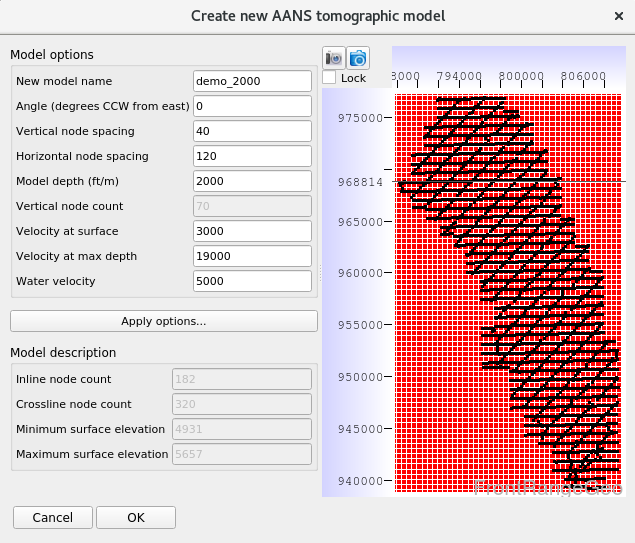 Create new AANS tomographic model
Model options
New model name demo_2000
Angle (degrees CCW from east) 0
Vertical node spacing 40
Horizontal node spacing 120
Model depth (ft/m) 2000
Vertical node count 70
Velocity at surface 3000
Velocity at max depth 19000
Water velocity 5000
Apply options...
Model description
Inline node count 182
Crossline node count 320
Minimum surface elevation 4931
Maximum surface elevation 5657
Cancel OK
Lock
794000 800000 806000
975000
968814
965000
960000
955000
950000
945000
940000
FrontRangeGeo